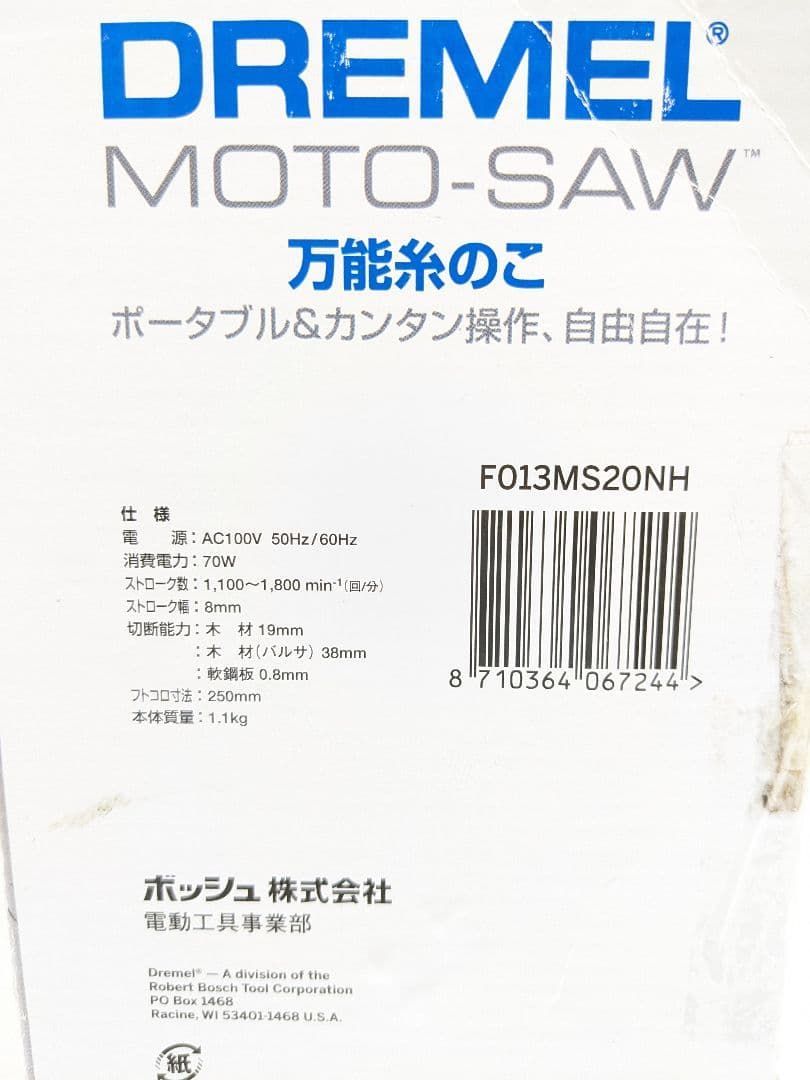 DREMEL®
MOTO-SAW™
万能糸のこ
ポータブル&カンタン操作、自由自在!
F013MS20NH
仕 様
電 源:AC100V 50Hz/60Hz
消費電力:70W
ストローク数:1,100〜1,800 min-1(回/分)
ストローク幅:8mm
切断能力:木 材 19mm
:木 材(バルサ) 38mm
:軟鋼板 0.8mm
フトコロ寸法:250mm
本体質量:1.1kg
8 710364 067244 >
ボッシュ株式会社
電動工具事業部
Dremel® — A division of the
Robert Bosch Tool Corporation
PO Box 1468
Racine, WI 53401-1468 U.S.A.
紙